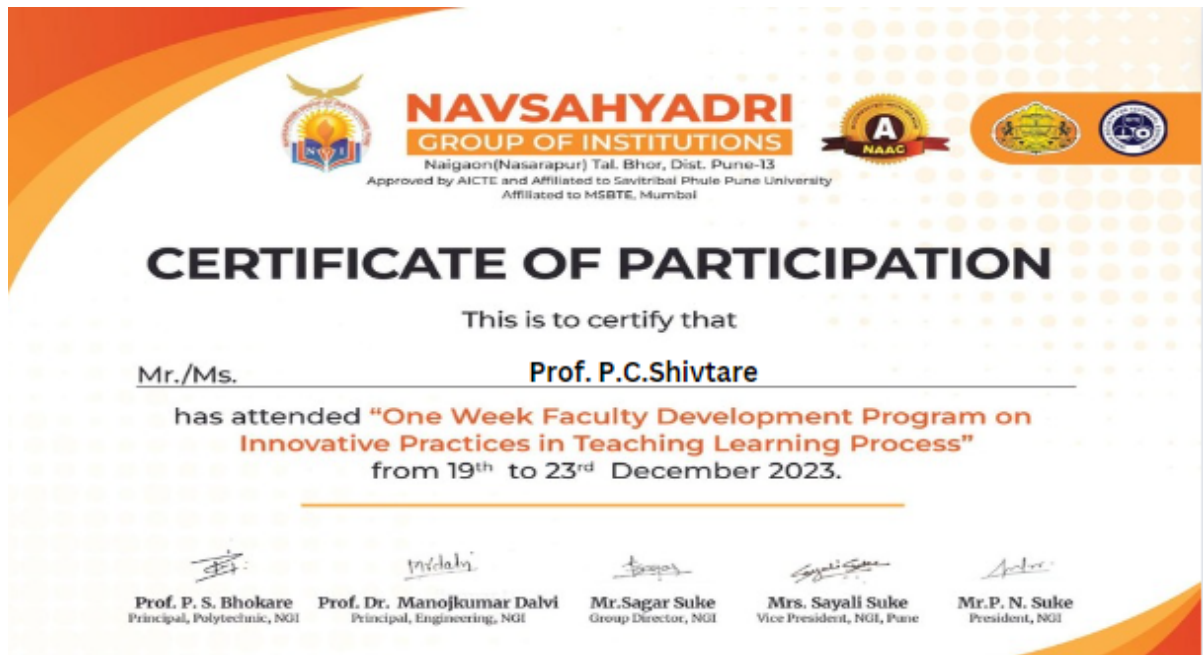 NAVSAHYADRI
GROUP OF INSTITUTIONS
Naigaon(Nasarapur) Tal. Bhor, Dist. Pune-13
Approved by AICTE and Affiliated to Savitribai Phule Pune University
Affiliated to MSBTE, Mumbai
NGI
A
NAAC
CERTIFICATE OF PARTICIPATION
This is to certify that
Mr./Ms. Prof. P.C.Shivtare
has attended “One Week Faculty Development Program on
Innovative Practices in Teaching Learning Process”
from 19th to 23rd December 2023.
Prof. P. S. Bhokare
Principal, Polytechnic, NGI
Prof. Dr. Manojkumar Dalvi
Principal, Engineering, NGI
Mr.Sagar Suke
Group Director, NGI
Mrs. Sayali Suke
Vice President, NGI, Pune
Mr.P. N. Suke
President, NGI